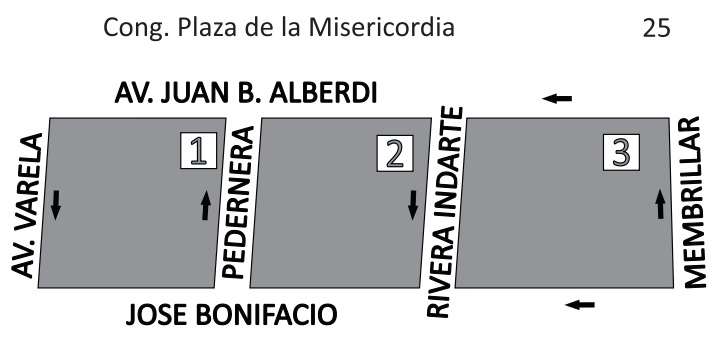 Cong. Plaza de la Misericordia 25
AV. JUAN B. ALBERDI
AV. VARELA
1
PEDERNERA
2
RIVERA INDARTE
3
MEMBRILLAR
JOSE BONIFACIO